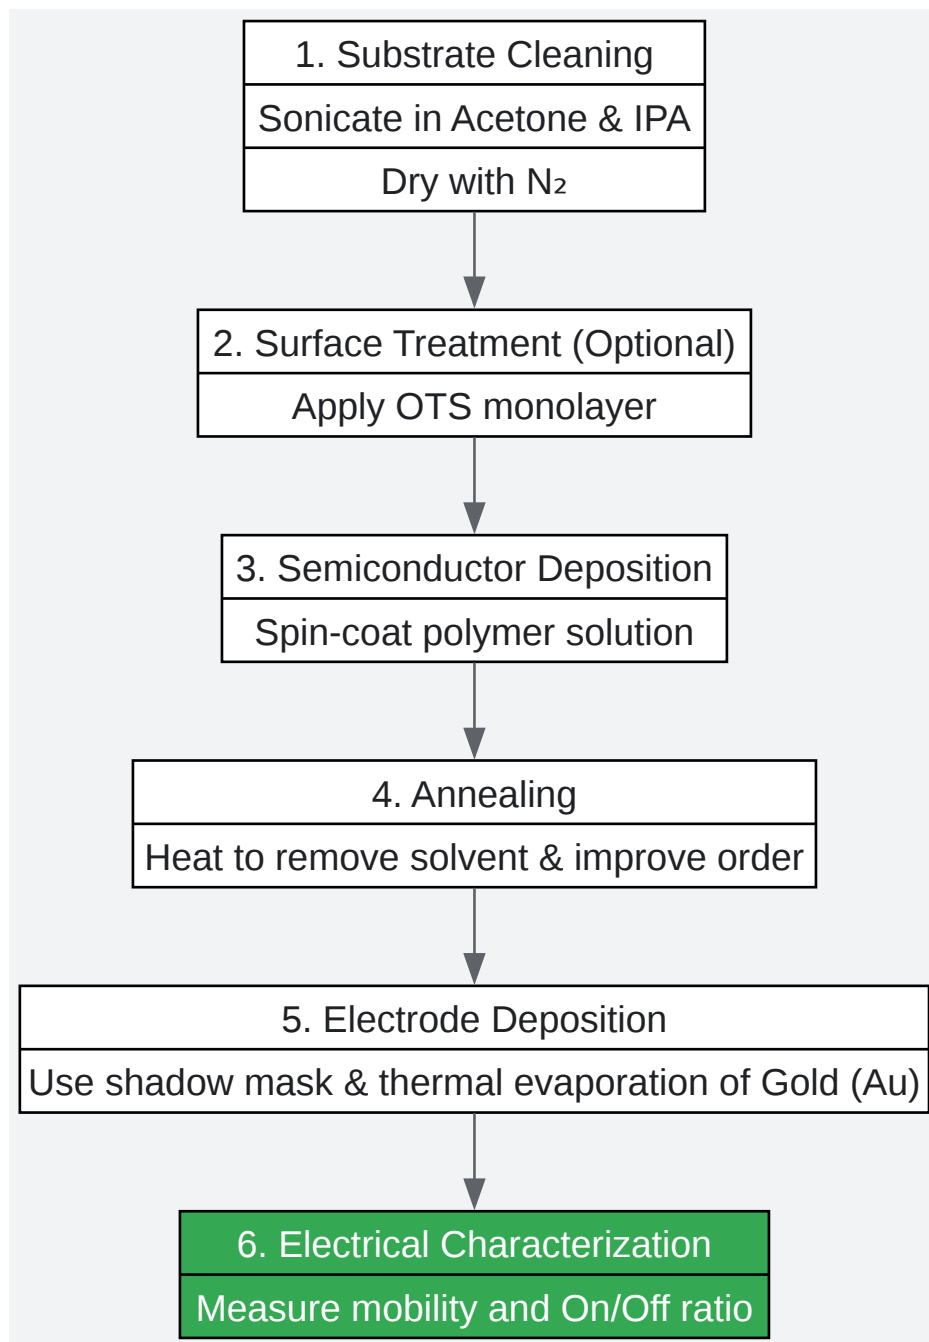 1. Substrate Cleaning
Sonicate in Acetone & IPA
Dry with N₂
2. Surface Treatment (Optional)
Apply OTS monolayer
3. Semiconductor Deposition
Spin-coat polymer solution
4. Annealing
Heat to remove solvent & improve order
5. Electrode Deposition
Use shadow mask & thermal evaporation of Gold (Au)
6. Electrical Characterization
Measure mobility and On/Off ratio